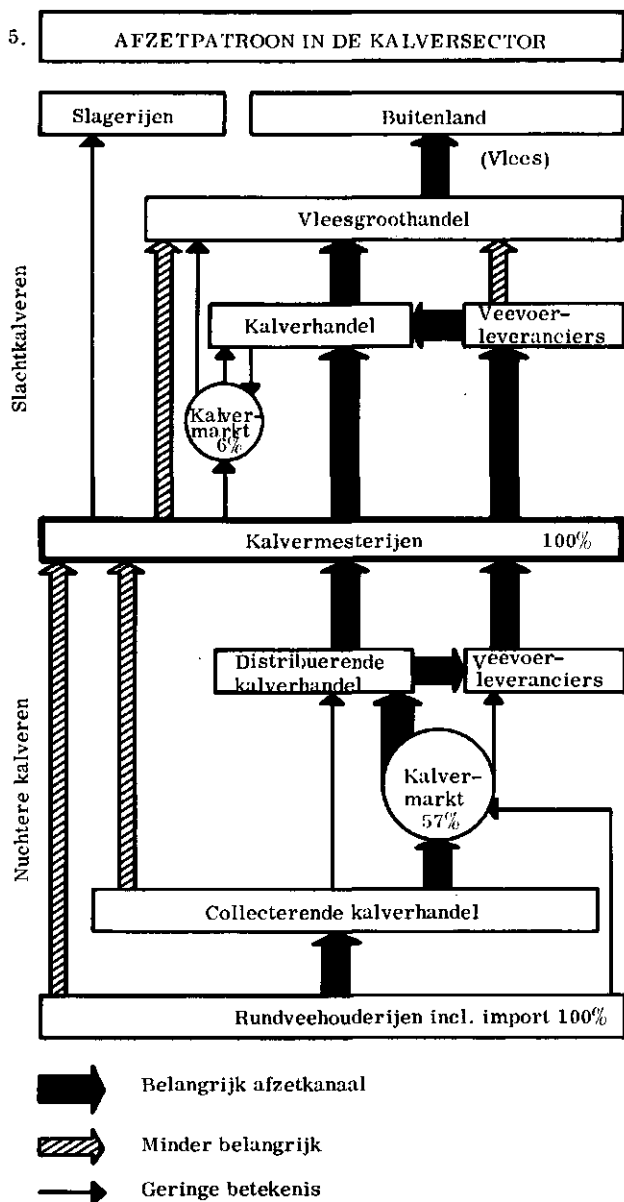 5.
AFZETPATROON IN DE KALVERSECTOR
Slagerijen
Buitenland
(Vlees)
Vleesgroothandel
Slachtkalveren
Kalverhandel
Veevoer-
leveranciers
Kalver-
markt
6%
Kalvermesterijen 100%
Nuchtere kalveren
Distribuerende
kalverhandel
Veevoer-
leveranciers
Kalver-
markt
57%
Collecterende kalverhandel
Rundveehouderijen incl. import 100%
Belangrijk afzetkanaal
Minder belangrijk
Geringe betekenis